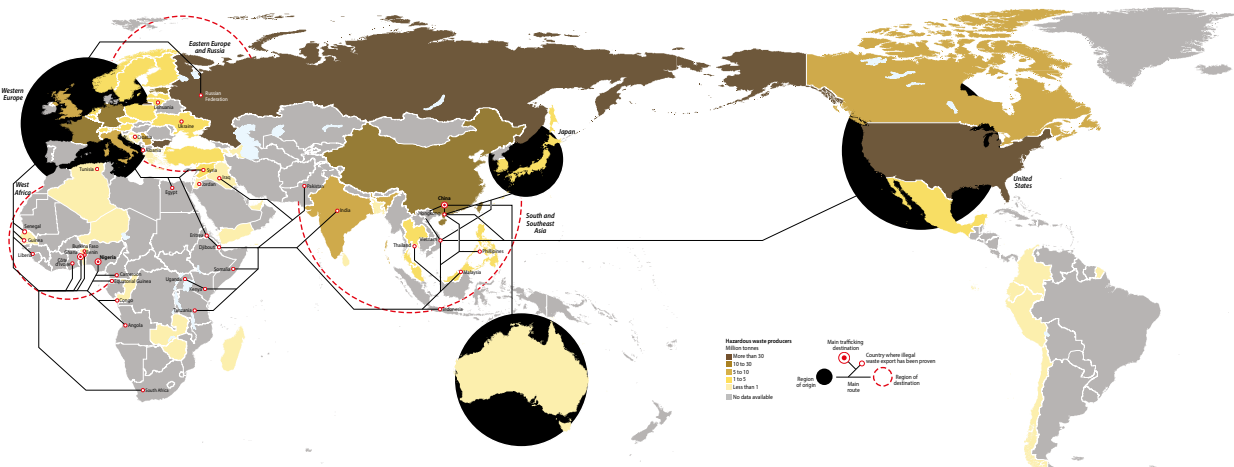 Eastern Europe
and Russia
Western
Europe
Russian
Federation
Lithuania
Ukraine
Croatia
Albania
Japan
Tunisia
Syria
Iraq
Jordan
Egypt
Pakistan
India
China
Hong Kong
United
States
West
Africa
South and
Southeast
Asia
Senegal
Guinea
Liberia
Burkina Faso
Ghana
Benin
Côte
d'Ivoire
Nigeria
Cameroon
Equatorial Guinea
Congo
Angola
South Africa
Eritrea
Djibouti
Somalia
Uganda
Kenya
Tanzania
Thailand
Vietnam
Philipines
Malaysia
Indonesia
Hazardous waste producers
Million tonnes
More than 30
10 to 30
5 to 10
1 to 5
Less than 1
No data available
Main trafficking
destination
Country where illegal
waste export has been proven
Region
of origin
Main
route
Region of
destination